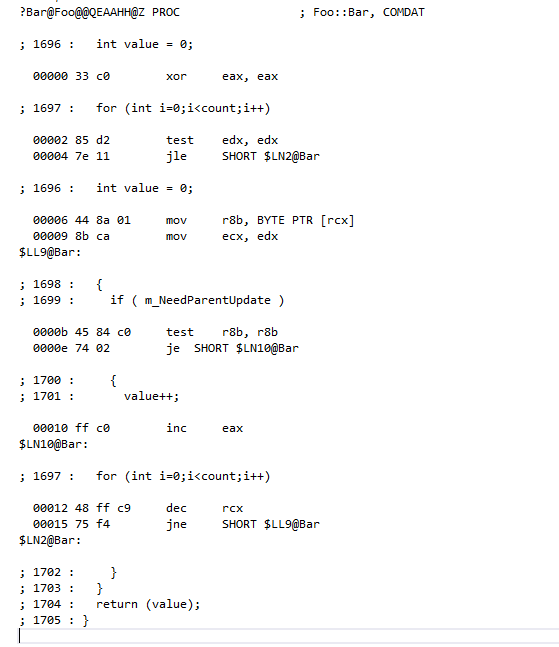 ?Bar@Foo@@QEAAHH@Z PROC                 ; Foo::Bar, COMDAT
; 1696 :   int value = 0;
  00000 33 c0        xor     eax, eax
; 1697 :   for (int i=0;i<count;i++)
  00002 85 d2        test    edx, edx
  00004 7e 11        jle     SHORT $LN2@Bar
; 1696 :   int value = 0;
  00006 44 8a 01     mov     r8b, BYTE PTR [rcx]
  00009 8b ca        mov     ecx, edx
$LL9@Bar:
; 1698 :   {
; 1699 :     if ( m_NeedParentUpdate )
  0000b 45 84 c0     test    r8b, r8b
  0000e 74 02        je  SHORT $LN10@Bar
; 1700 :     {
; 1701 :       value++;
  00010 ff c0        inc     eax
$LN10@Bar:
; 1697 :   for (int i=0;i<count;i++)
  00012 48 ff c9     dec     rcx
  00015 75 f4        jne     SHORT $LL9@Bar
$LN2@Bar:
; 1702 :     }
; 1703 :   }
; 1704 :   return (value);
; 1705 : }